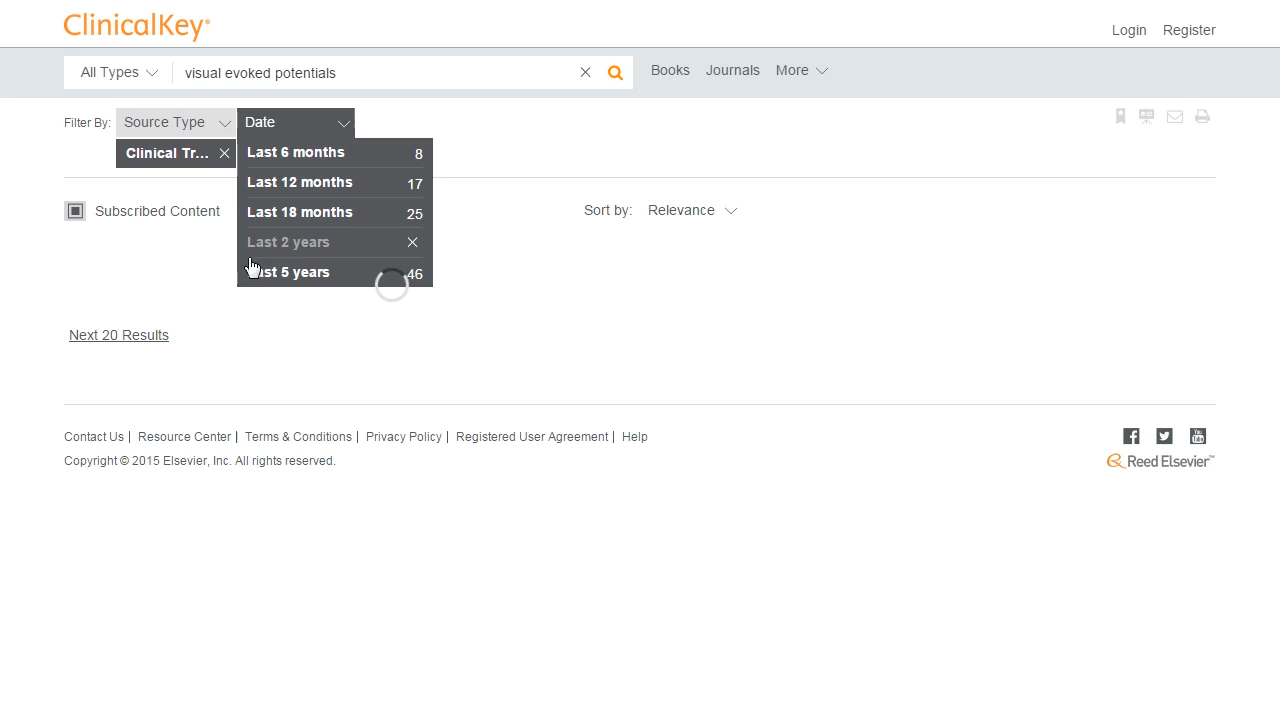 ClinicalKey®
Login Register
All Types visual evoked potentials Books Journals More
Filter By: Source Type Date
Clinical Tr...
Last 6 months 8
Last 12 months 17
Last 18 months 25
Last 2 years
Last 5 years 46
Subscribed Content Sort by: Relevance
Next 20 Results
Contact Us | Resource Center | Terms & Conditions | Privacy Policy | Registered User Agreement | Help
Copyright © 2015 Elsevier, Inc. All rights reserved.
You Tube
Reed Elsevier™